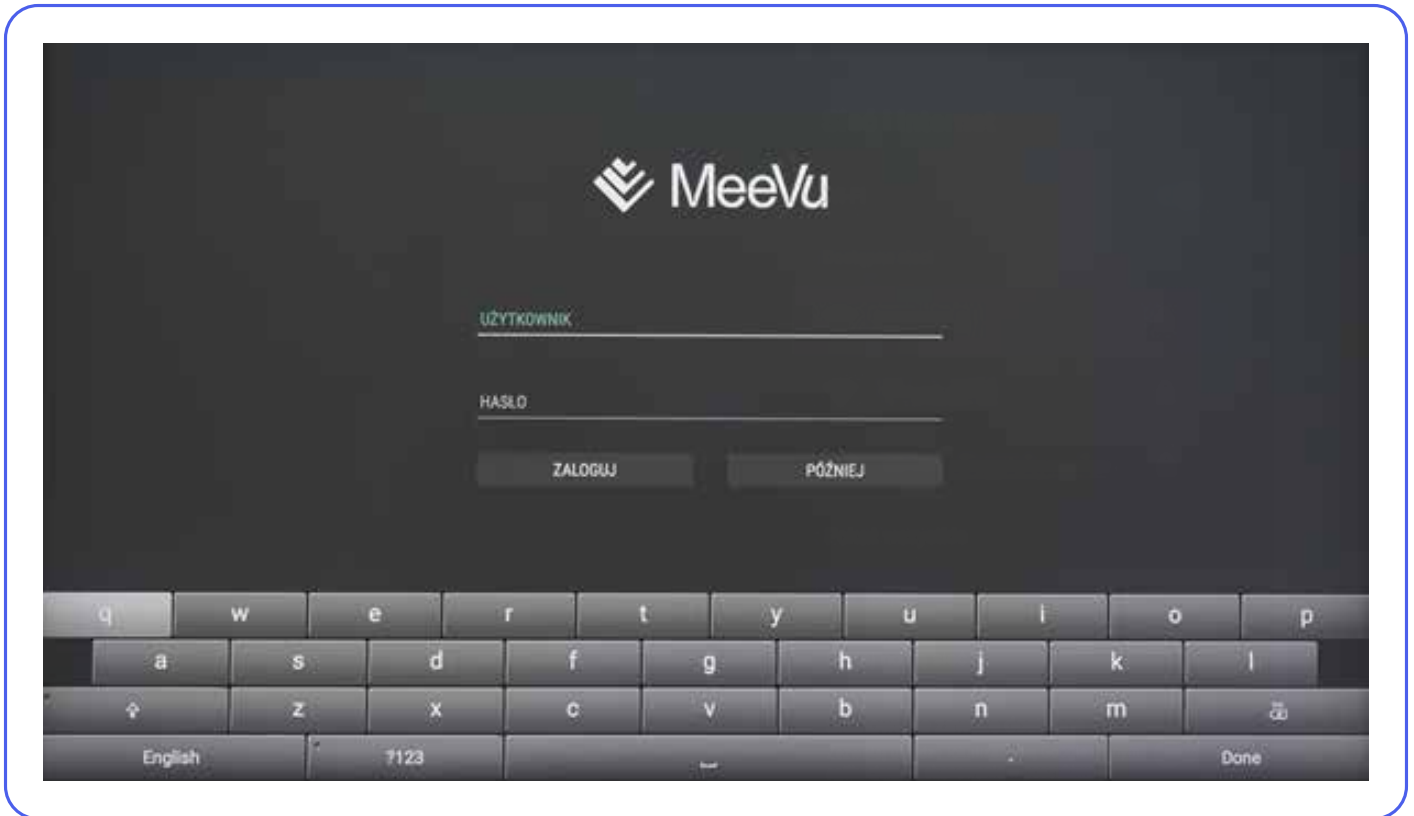 MeeVu
UŻYTKOWNIK
HASŁO
ZALOGUJ PÓŹNIEJ
q w e r t y u i o p
a s d f g h j k l
z x c v b n m
English ?123 Done